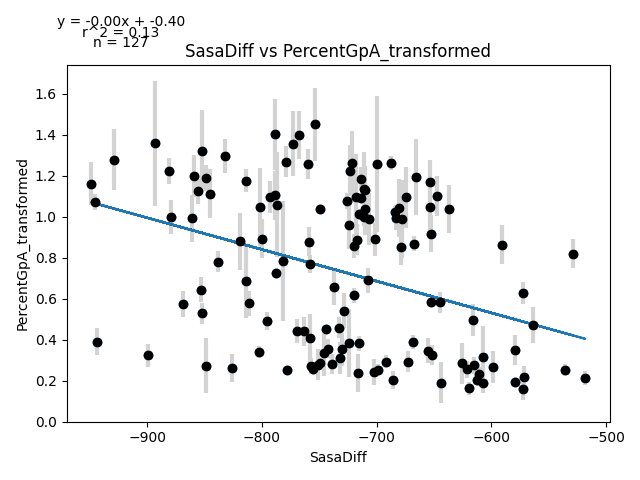 y = -0.00x + -0.40
r^2 = 0.13
n = 127
SasaDiff vs PercentGpA_transformed
PercentGpA_transformed
1.6
1.4
1.2
1.0
0.8
0.6
0.4
0.2
0.0
−900 −800 −700 −600 −500
SasaDiff